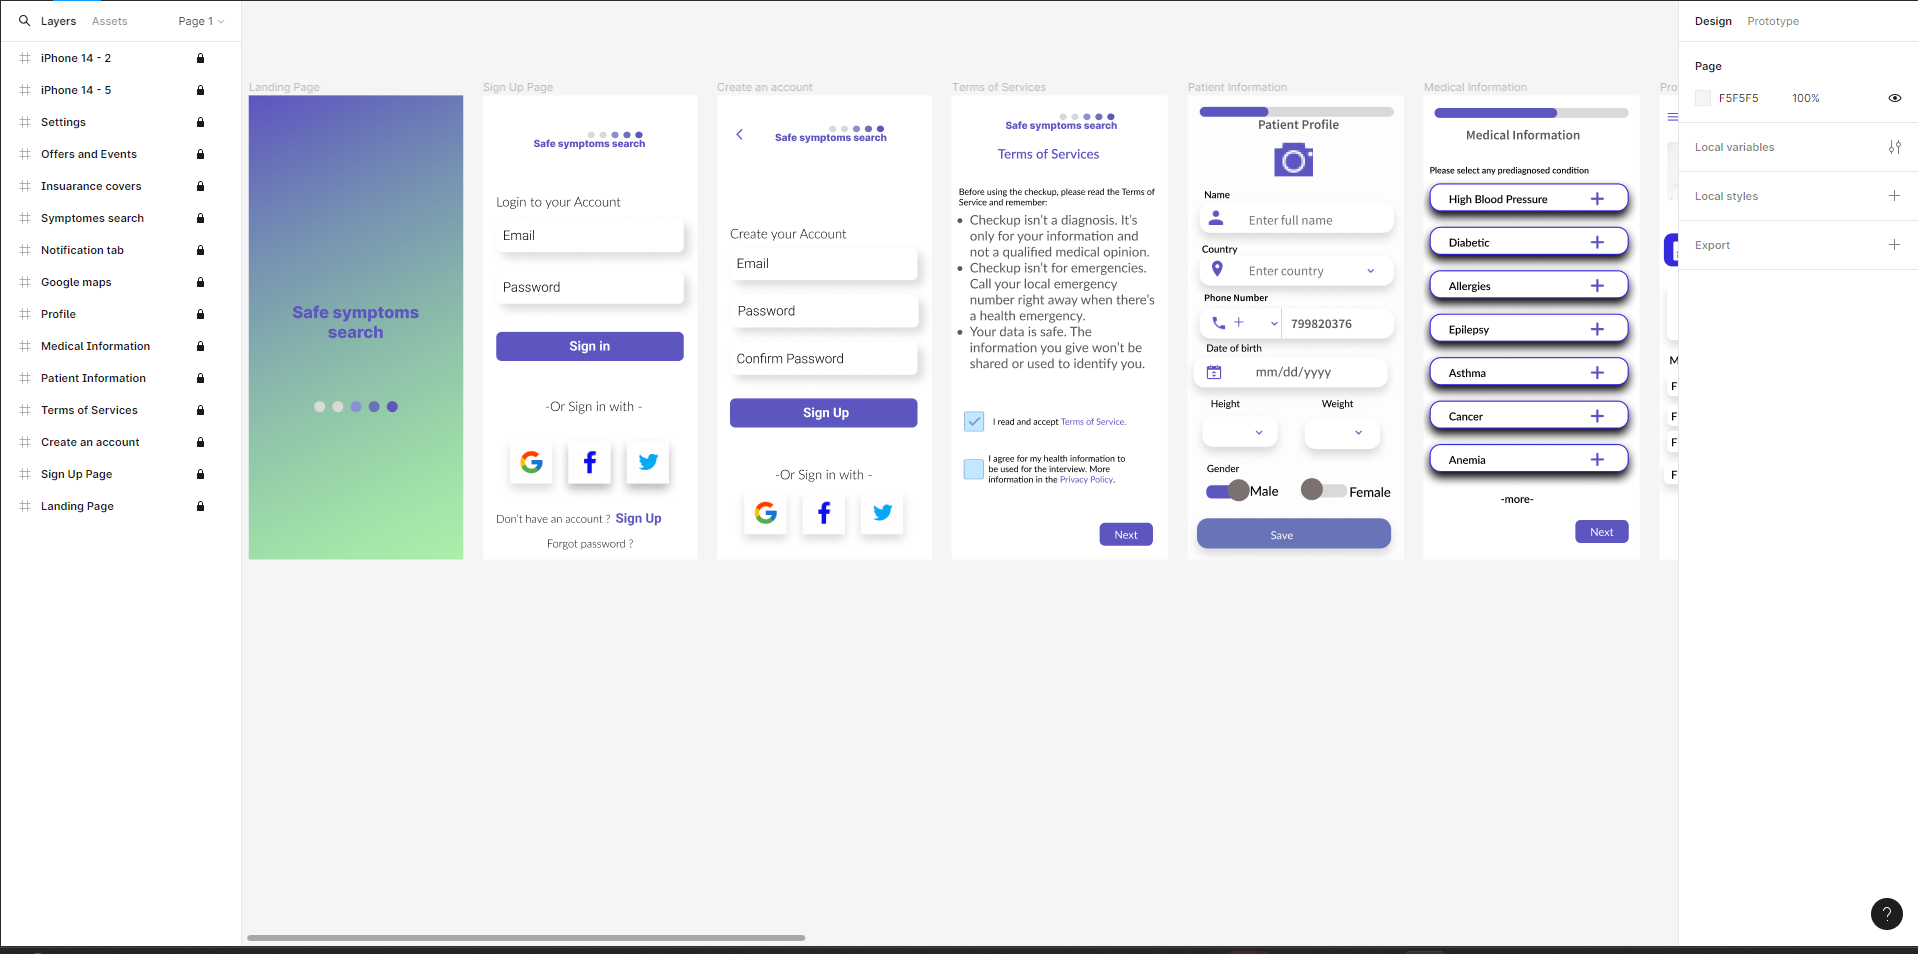 Layers Assets Page 1
iPhone 14 - 2
iPhone 14 - 5
Settings
Offers and Events
Insuarance covers
Symptomes search
Notification tab
Google maps
Profile
Medical Information
Patient Information
Terms of Services
Create an account
Sign Up Page
Landing Page
Landing Page
Safe symptoms
search
Sign Up Page
Safe symptoms search
Login to your Account
Email
Password
Sign in
-Or Sign in with -
Don't have an account ? Sign Up
Forgot password ?
Create an account
Safe symptoms search
Create your Account
Email
Password
Confirm Password
Sign Up
-Or Sign in with -
Terms of Services
Safe symptoms search
Terms of Services
Before using the checkup, please read the Terms of
Service and remember:
• Checkup isn't a diagnosis. It's
only for your information and
not a qualified medical opinion.
• Checkup isn't for emergencies.
Call your local emergency
number right away when there's
a health emergency.
• Your data is safe. The
information you give won't be
shared or used to identify you.
I read and accept Terms of Service.
I agree for my health information to
be used for the interview. More
information in the Privacy Policy.
Next
Patient Information
Patient Profile
Name
Enter full name
Country
Enter country
Phone Number
+ 799820376
Date of birth
mm/dd/yyyy
Height Weight
Gender
Male Female
Save
Medical Information
Medical Information
Please select any prediagnosed condition
High Blood Pressure +
Diabetic +
Allergies +
Epilepsy +
Asthma +
Cancer +
Anemia +
-more-
Next
Pro
M
F
F
F
F
Design Prototype
Page
F5F5F5 100%
Local variables
Local styles +
Export +
?